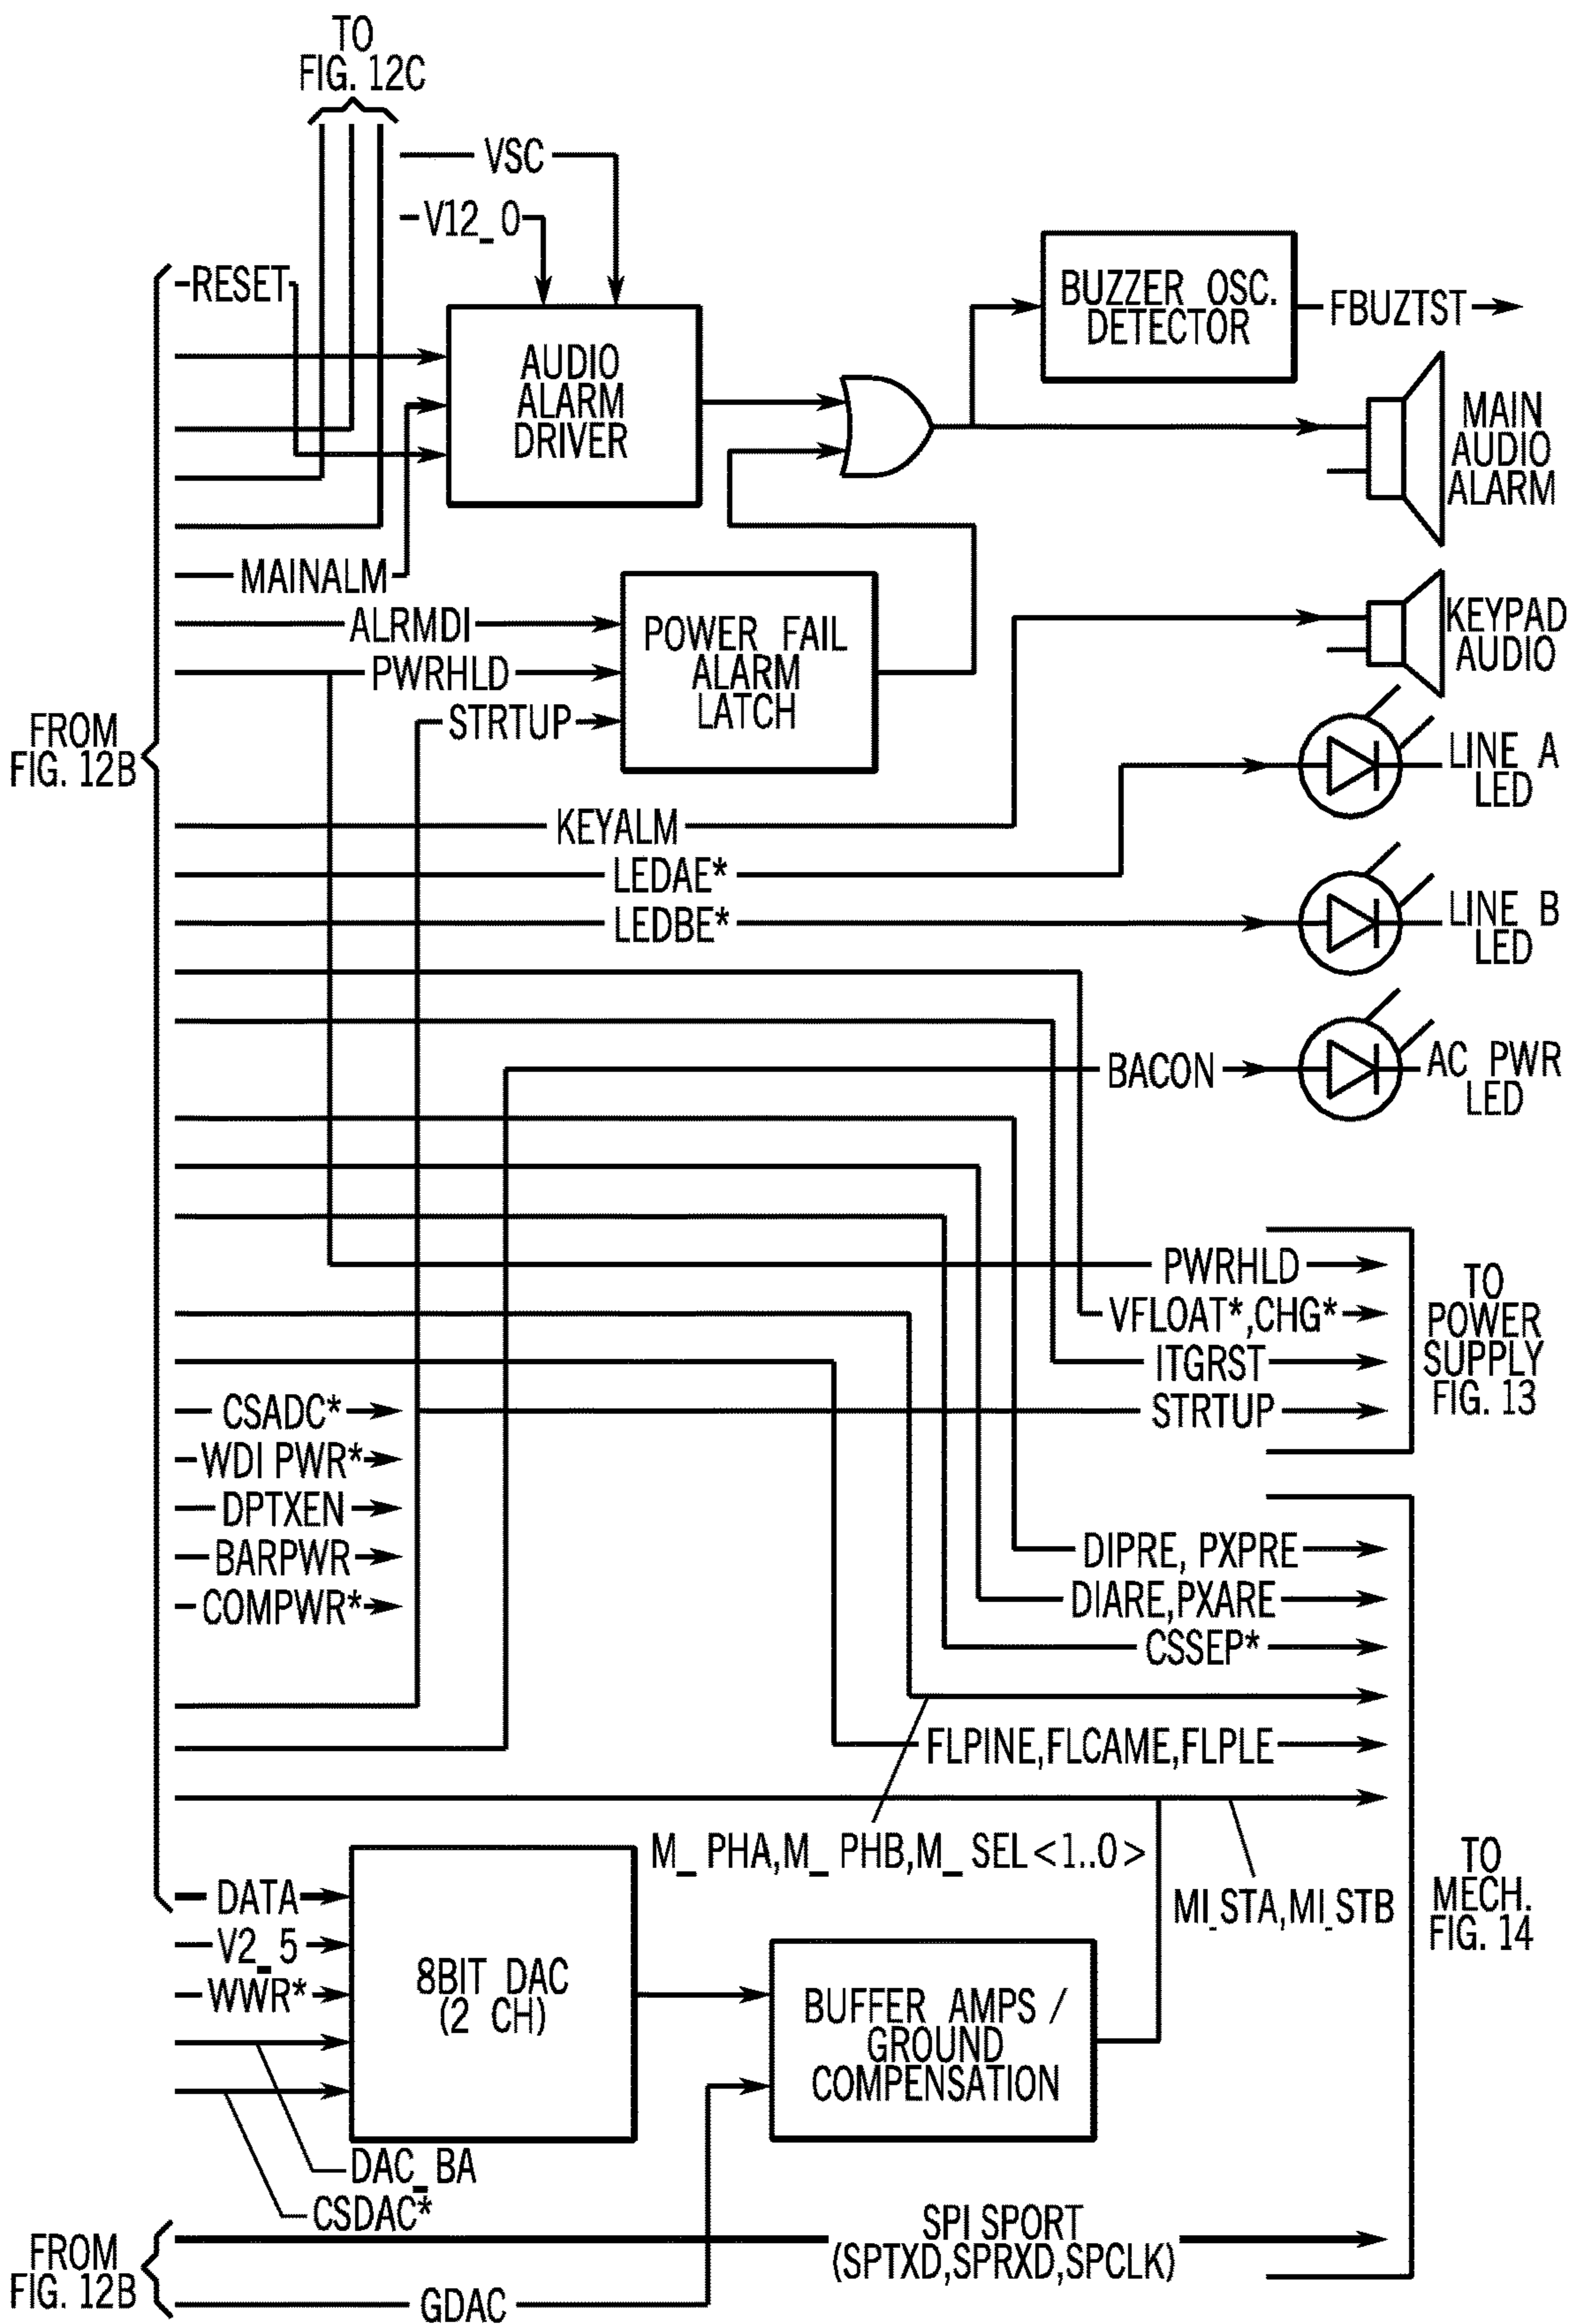 TO
FIG. 12C
VSC
V12_0
RESET
BUZZER OSC.
DETECTOR
FBUZTST
AUDIO
ALARM
DRIVER
MAIN
AUDIO
ALARM
MAINALM
ALRMDI
PWRHLD
STRTUP
POWER FAIL
ALARM
LATCH
KEYPAD
AUDIO
FROM
FIG. 12B
LINE A
LED
KEYALM
LEDAE*
LEDBE*
LINE B
LED
BACON
AC PWR
LED
PWRHLD
VFLOAT*,CHG*
ITGRST
STRTUP
TO
POWER
SUPPLY
FIG. 13
CSADC*
WDI PWR*
DPTXEN
BARPWR
COMPWR*
DIPRE, PXPRE
DIARE,PXARE
CSSEP*
FLPINE,FLCAME,FLPLE
M_ PHA,M_ PHB,M_ SEL<1..0>
MI_STA,MI_STB
TO
MECH.
FIG. 14
DATA
V2_5
WWR*
8BIT DAC
(2 CH)
BUFFER AMPS /
GROUND
COMPENSATION
DAC_BA
CSDAC*
FROM
FIG. 12B
SPI SPORT
(SPTXD,SPRXD,SPCLK)
GDAC